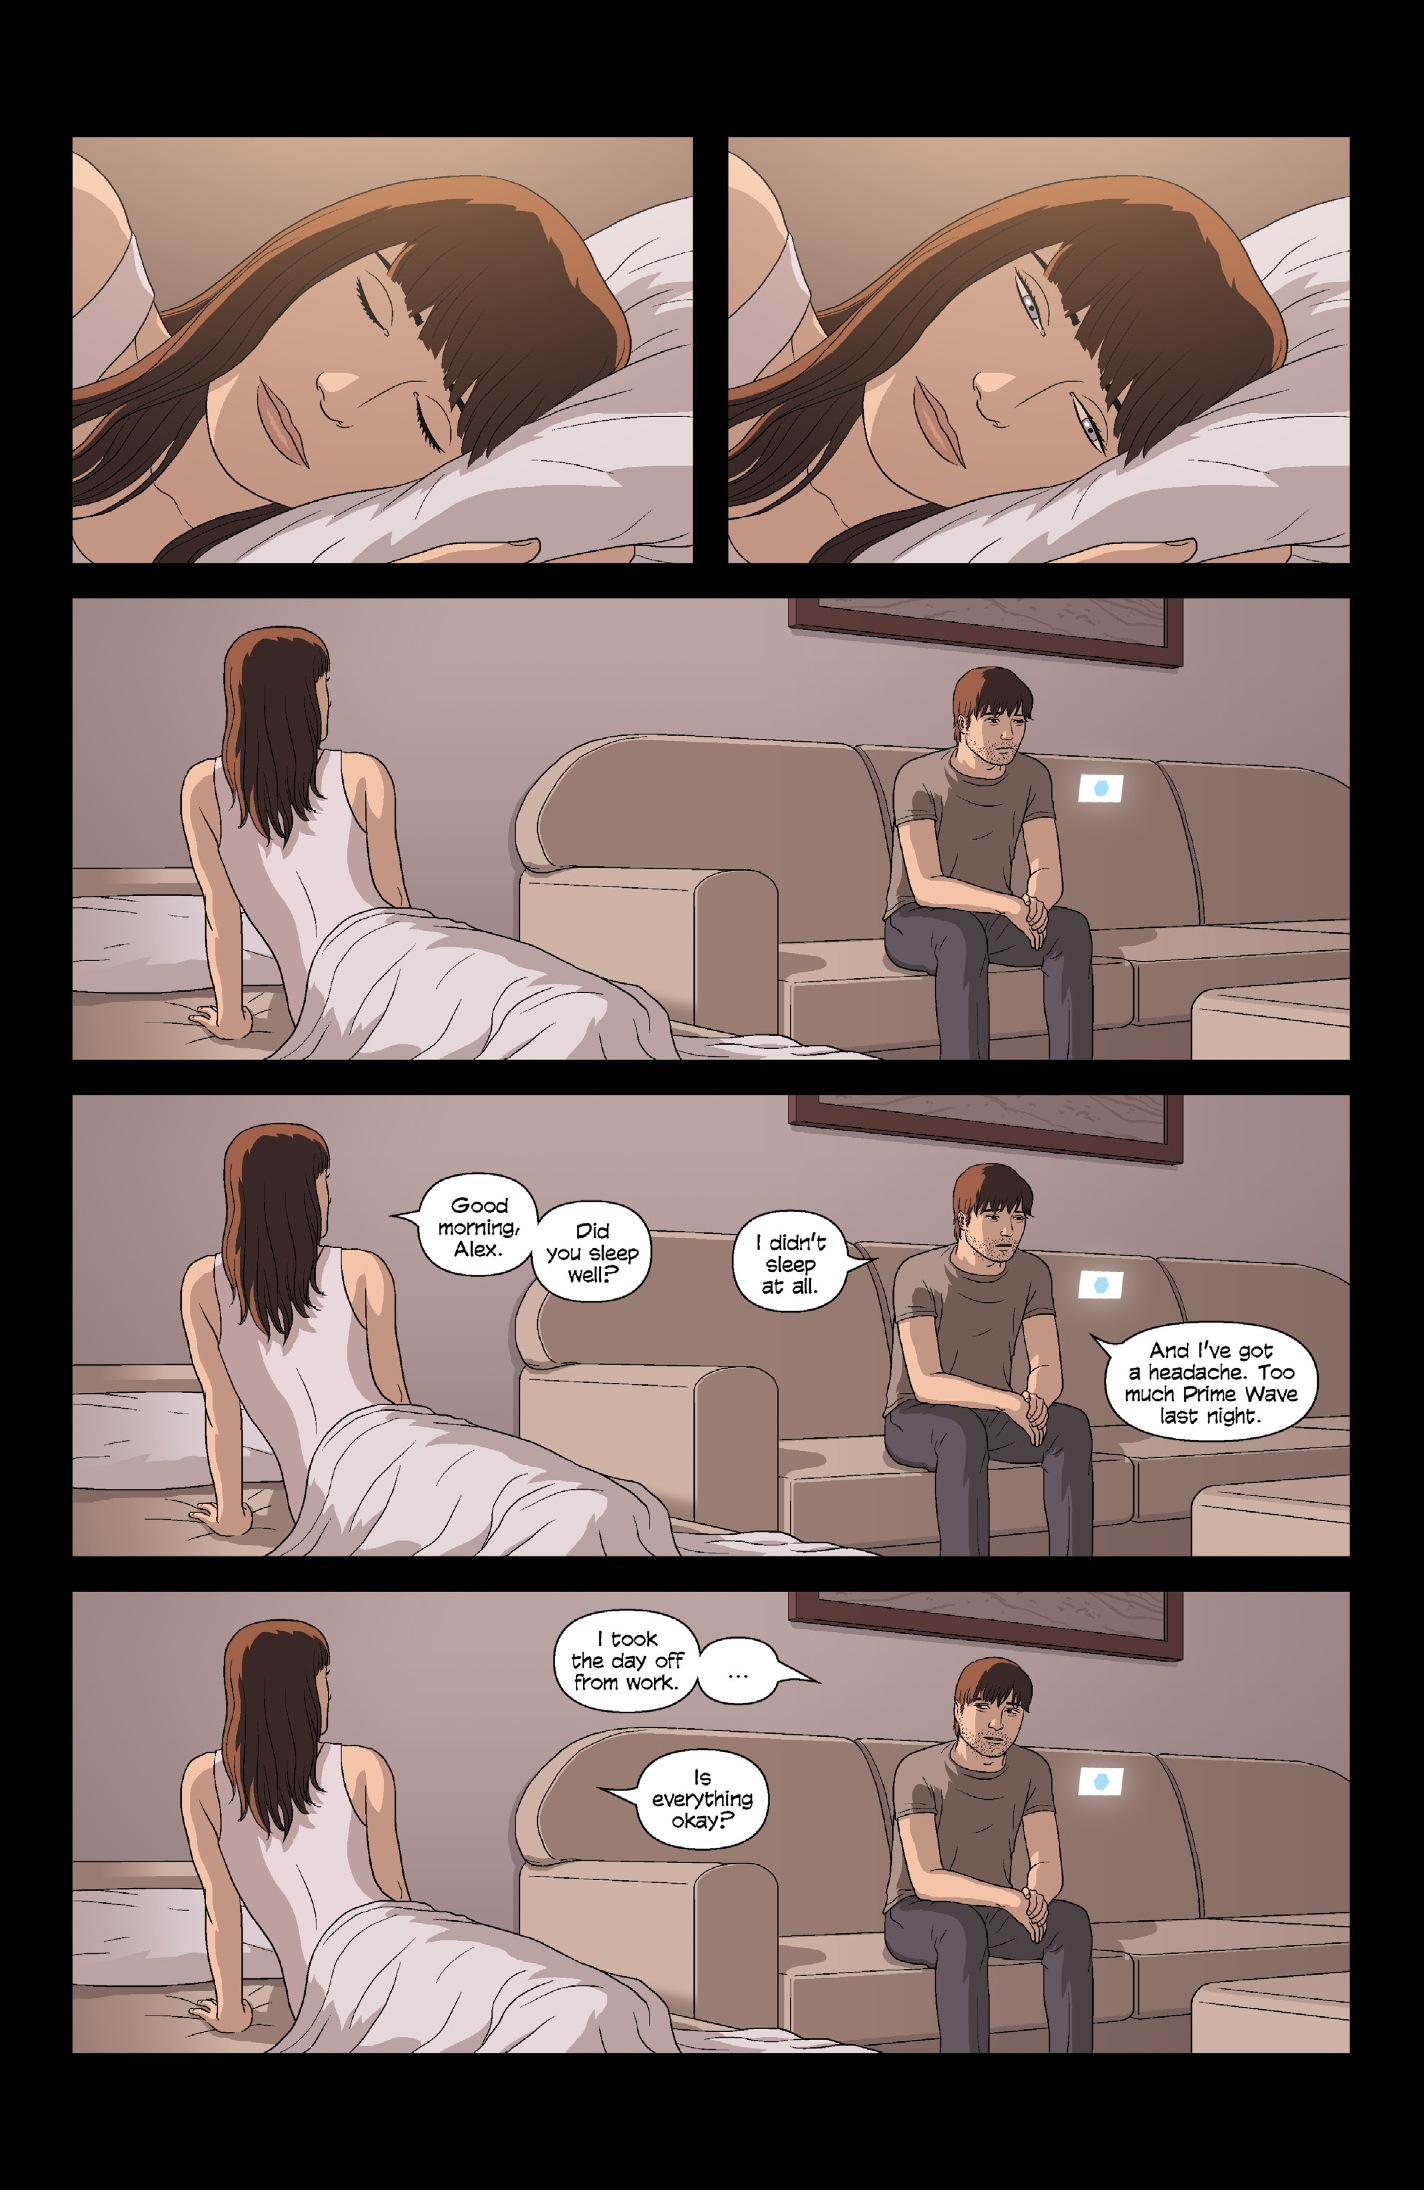 Good
morning,
Alex.
Did
you sleep
well?
I didn't
sleep
at all.
And I've got
a headache. Too
much Prime Wave
last night.
I took
the day off
from work.
...
Is
everything
okay?